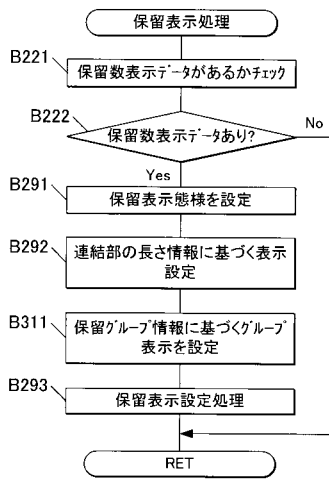 保留表示処理
B221
保留数表示データがあるかチェック
B222
保留数表示データあり?
No
Yes
B291
保留表示態様を設定
B292
連結部の長さ情報に基づく表示
設定
B311
保留グループ情報に基づくグループ
表示を設定
B293
保留表示設定処理
RET